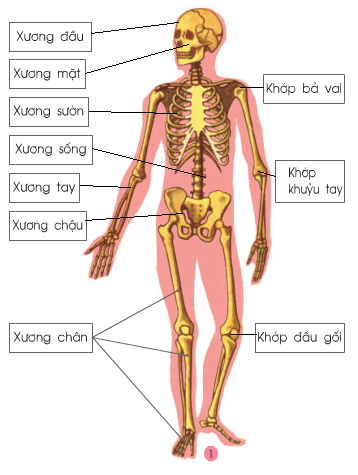 Xương đầu
Xương mặt
Xương sườn
Xương sống
Xương tay
Xương chậu
Xương chân
Khớp bả vai
Khớp
khuỷu tay
Khớp đầu gối
1